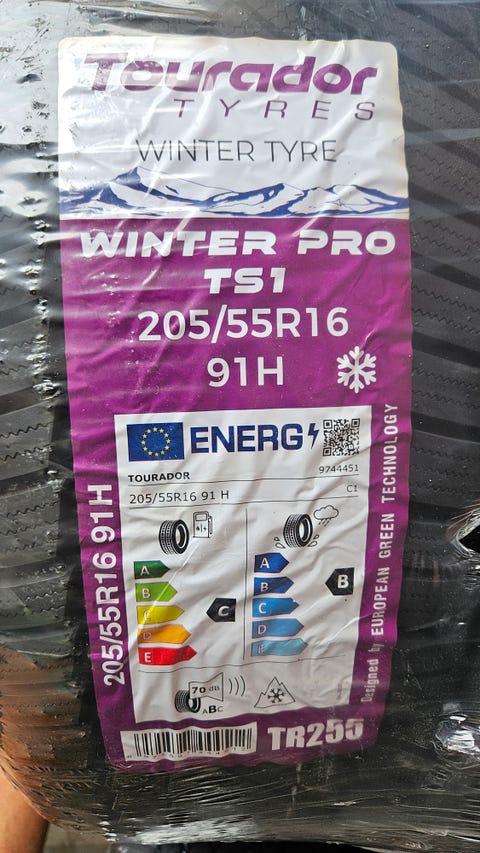 Tourador
TYRES
WINTER TYRE
WINTER PRO
TS1
205/55R16
91H
ENERG
TOURADOR
9744451
205/55R16 91 H
C1
A
B
C
D
E
C
A
B
C
D
E
B
70 dB
ABC
205/55R16 91H
Designed by EUROPEAN GREEN TECHNOLOGY
TR255